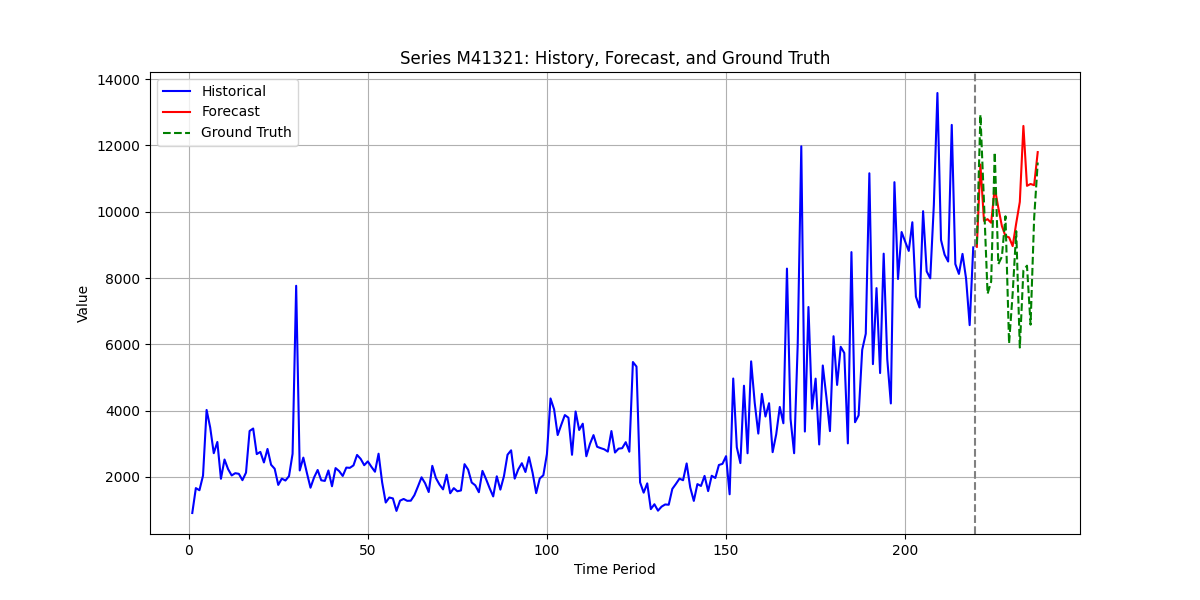 Series M41321: History, Forecast, and Ground Truth
Historical
Forecast
Ground Truth
14000
12000
10000
8000
6000
4000
2000
Value
0
50
100
150
200
Time Period